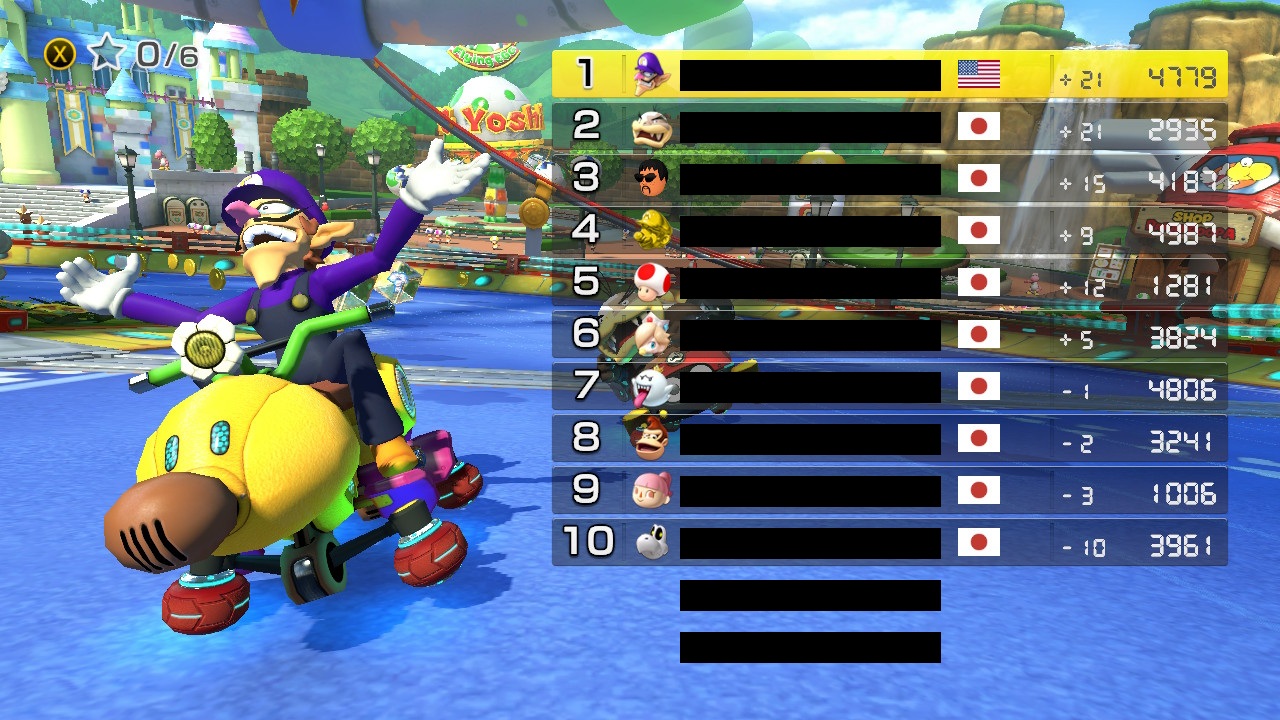 X 0/6
1 + 21 4779
2 + 21 2935
3 + 15 4187
4 + 9 4987
5 + 12 1281
6 + 5 3824
7 - 1 4806
8 - 2 3241
9 - 3 1006
10 - 10 3961
Yoshi
SHOP